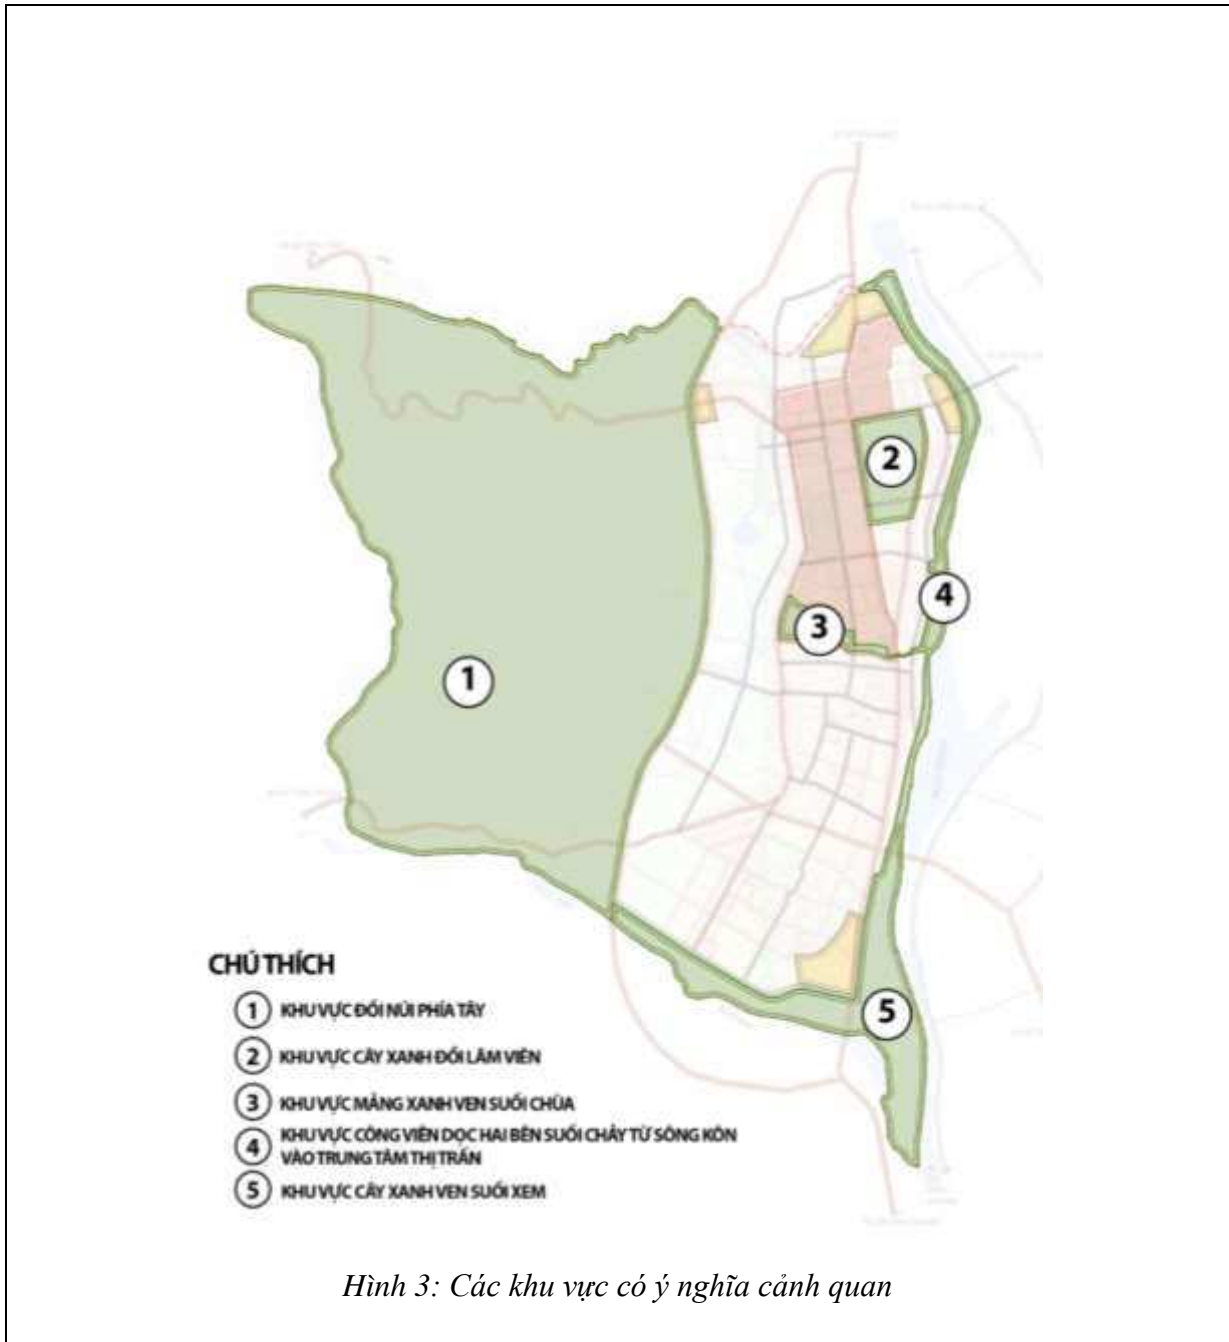 2
4
3
1
5
CHÚ THÍCH
1 KHU VỰC ĐỒI NÚI PHÍA TÂY
2 KHU VỰC CÂY XANH ĐỒI LÂM VIÊN
3 KHU VỰC MẢNG XANH VEN SUỐI CHÙA
4 KHU VỰC CÔNG VIÊN DỌC HAI BÊN SUỐI CHẢY TỪ SÔNG KÔN
VÀO TRUNG TÂM THỊ TRẤN
5 KHU VỰC CÂY XANH VEN SUỐI XEM
Hình 3: Các khu vực có ý nghĩa cảnh quan